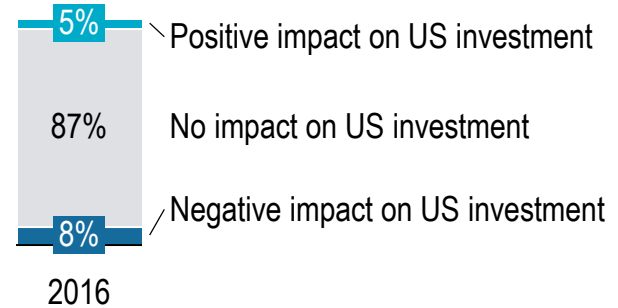 5%
Positive impact on US investment
87%
No impact on US investment
Negative impact on US investment
8%
2016